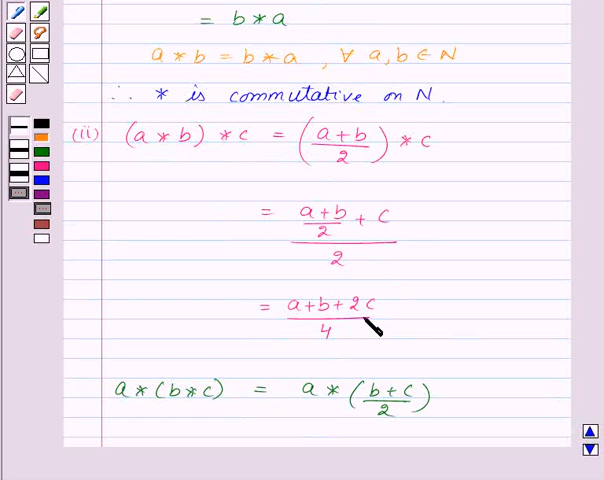 = b * a
a * b = b * a , ∀ a, b ∈ N
∴ * is commutative on N.
(ii) (a * b) * c = ((a+b)/2) * c
= ((a+b)/2 + c)/2
= (a+b+2c)/4
a * (b * c) = a * ((b+c)/2)